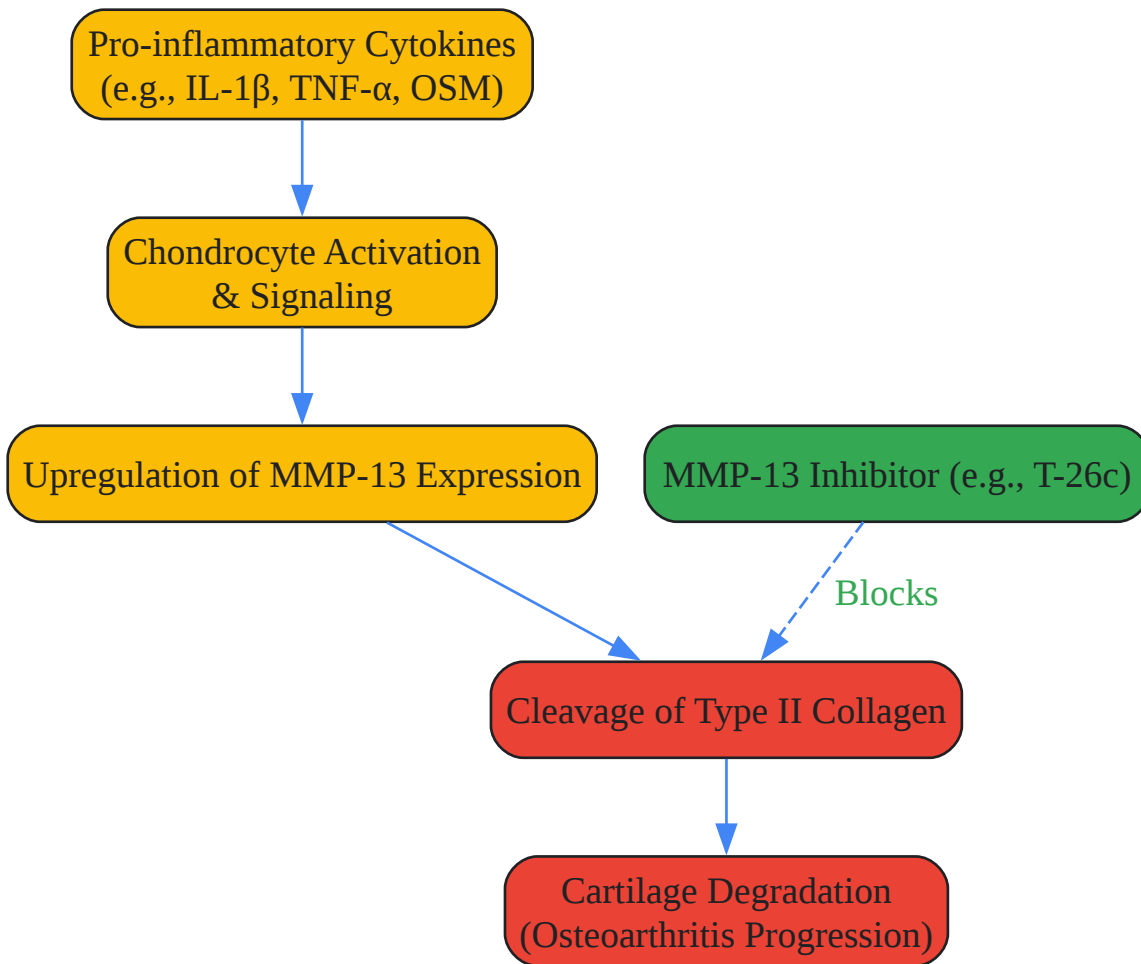 Pro-inflammatory Cytokines
(e.g., IL-1β, TNF-α, OSM)
Chondrocyte Activation
& Signaling
Upregulation of MMP-13 Expression
MMP-13 Inhibitor (e.g., T-26c)
Blocks
Cleavage of Type II Collagen
Cartilage Degradation
(Osteoarthritis Progression)